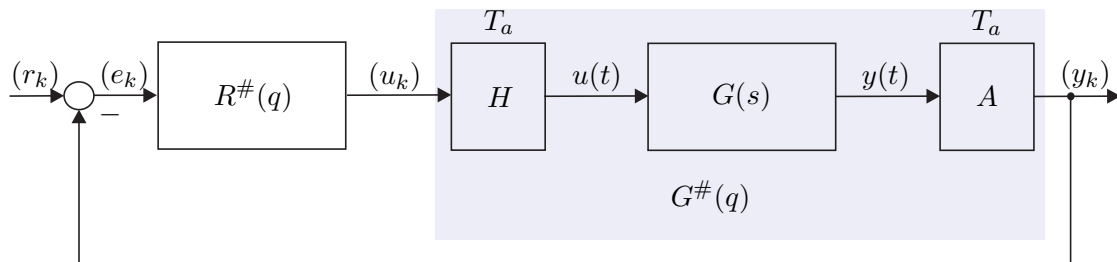 T_a T_a
(r_k) (e_k) R^#(q) (u_k) H u(t) G(s) y(t) A (y_k)
−
G^#(q)